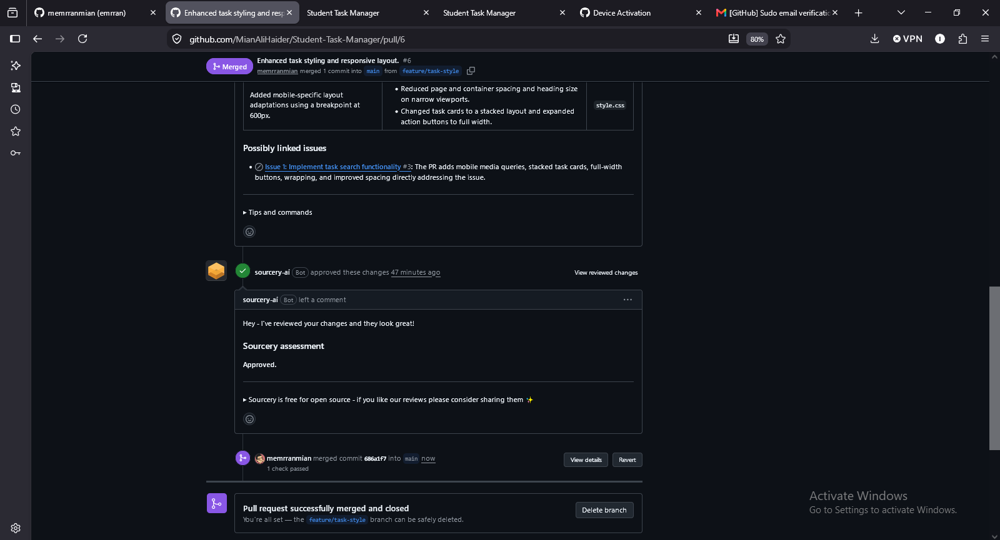 memrranmian (emrran)
Enhanced task styling and resp
Student Task Manager
Student Task Manager
Device Activation
[GitHub] Sudo email verificatio
github.com/MianAliHaider/Student-Task-Manager/pull/6
80%
VPN
Merged
Enhanced task styling and responsive layout. #6
memrranmian merged 1 commit into main from feature/task-style
Added mobile-specific layout
adaptations using a breakpoint at
600px.
• Reduced page and container spacing and heading size
on narrow viewports.
• Changed task cards to a stacked layout and expanded
action buttons to full width.
style.css
Possibly linked issues
• Issue 1: Implement task search functionality #3: The PR adds mobile media queries, stacked task cards, full-width
buttons, wrapping, and improved spacing directly addressing the issue.
▸ Tips and commands
sourcery-ai Bot approved these changes 47 minutes ago
View reviewed changes
sourcery-ai Bot left a comment
Hey - I've reviewed your changes and they look great!
Sourcery assessment
Approved.
▸ Sourcery is free for open source - if you like our reviews please consider sharing them ✨
memrranmian merged commit 686a1f7 into main now
1 check passed
View details
Revert
Pull request successfully merged and closed
You're all set — the feature/task-style branch can be safely deleted.
Delete branch
Activate Windows
Go to Settings to activate Windows.